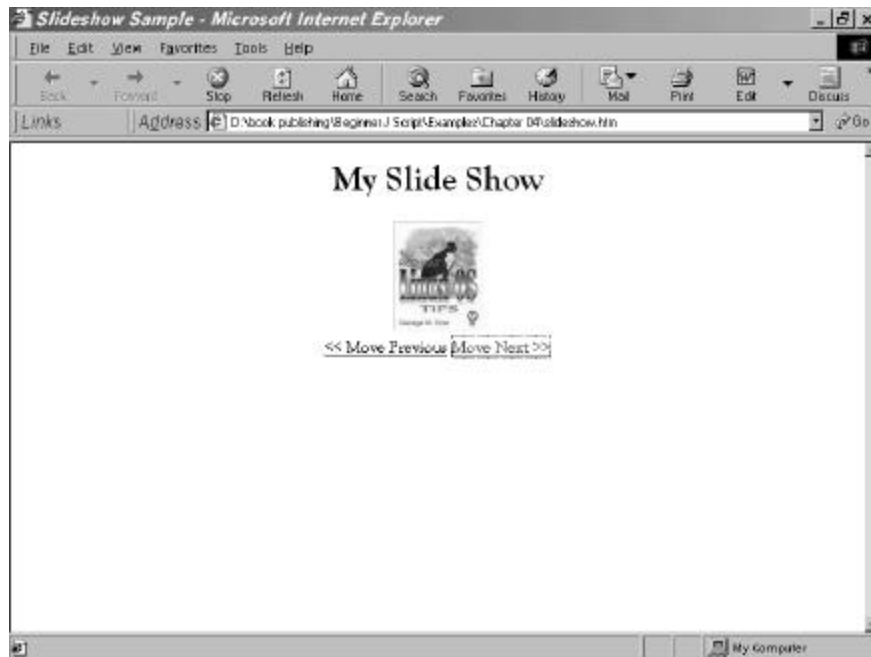 Slideshow Sample - Microsoft Internet Explorer
File Edit View Favorites Tools Help
Back Forward Stop Refresh Home Search Favorites History Mail Print Edit Discuss
Links Address D:\book publishing\Beginner J Script\Examples\Chapter 04\slideshow.htm Go
My Slide Show
Linux OS
TIPS
<< Move Previous Move Next >>
My Computer